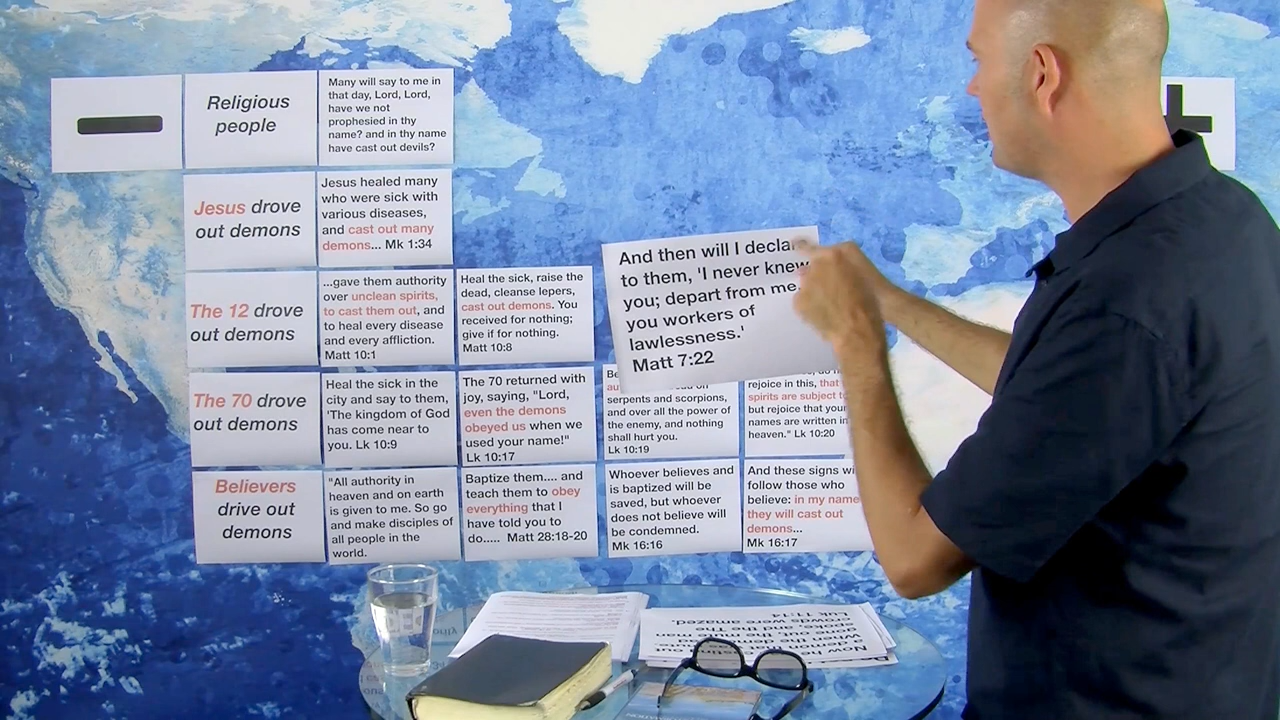 Religious
people
Many will say to me in
that day, Lord, Lord,
have we not
prophesied in thy
name? and in thy name
have cast out devils?
Jesus drove
out demons
Jesus healed many
who were sick with
various diseases,
and cast out many
demons... Mk 1:34
The 12 drove
out demons
...gave them authority
over unclean spirits,
to cast them out, and
to heal every disease
and every affliction.
Matt 10:1
Heal the sick, raise the
dead, cleanse lepers,
cast out demons. You
received for nothing;
give if for nothing.
Matt 10:8
And then will I
to them, 'I never knew
you; depart from me,
you workers of
lawlessness.'
Matt 7:22
The 70 drove
out demons
Heal the sick in the
city and say to them,
'The kingdom of God
has come near to
you. Lk 10:9
The 70 returned with
joy, saying, "Lord,
even the demons
obeyed us when we
used your name!"
Lk 10:17
serpents and scorpions,
and over all the power of
the enemy, and nothing
shall hurt you.
Lk 10:19
rejoice in this, that
spirits are subject
but rejoice that your
names are written in
heaven." Lk 10:20
Believers
drive out
demons
"All authority in
heaven and on earth
is given to me. So go
and make disciples of
all people in the
world.
Baptize them.... and
teach them to obey
everything that I
have told you to
do..... Matt 28:18-20
Whoever believes and
is baptized will be
saved, but whoever
does not believe will
be condemned.
Mk 16:16
And these signs
follow those who
believe: in my name
they will cast out
demons...
Mk 16:17
Now he
demon
When the
one
crowds were amazed.
Luk 11:14